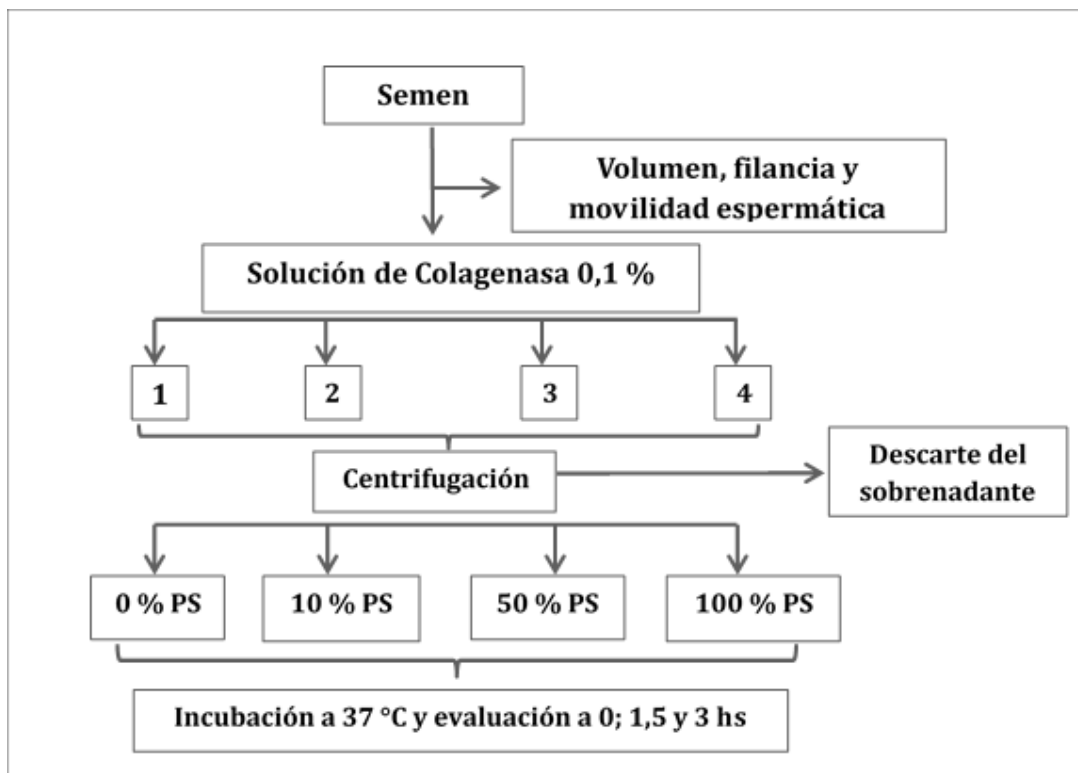 Semen
Volumen, filancia y
movilidad espermática
Solución de Colagenasa 0,1 %
1
2
3
4
Centrifugación
Descarte del
sobrenadante
0 % PS
10 % PS
50 % PS
100 % PS
Incubación a 37 °C y evaluación a 0; 1,5 y 3 hs